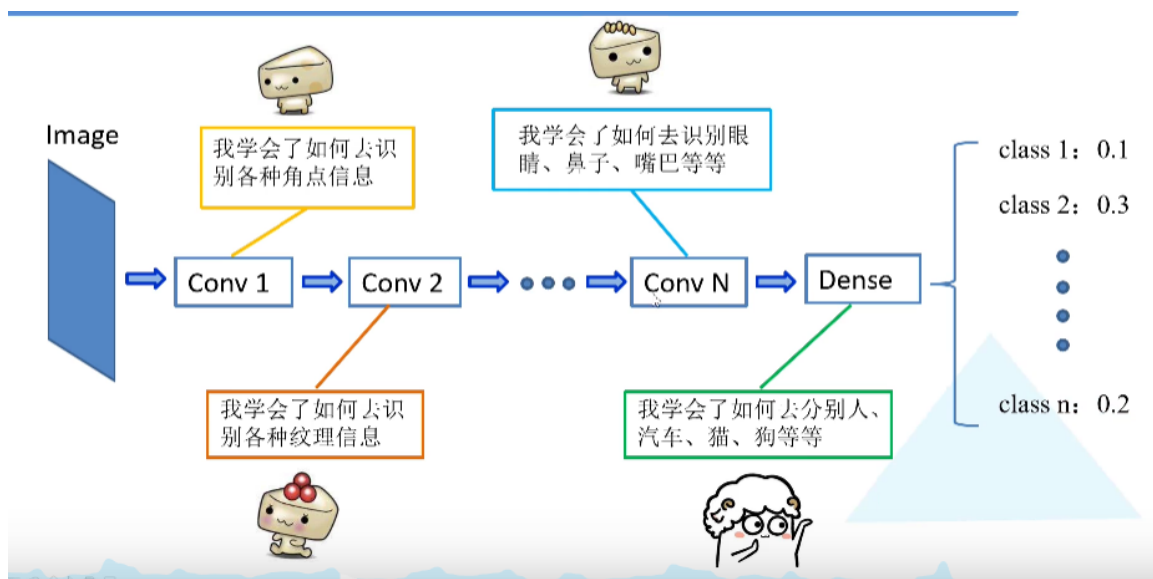 Image
我学会了如何去识
别各种角点信息
我学会了如何去识别眼
睛、鼻子、嘴巴等等
Conv 1
Conv 2
Conv N
Dense
class 1：0.1
class 2：0.3
class n：0.2
我学会了如何去识
别各种纹理信息
我学会了如何去分别人、
汽车、猫、狗等等